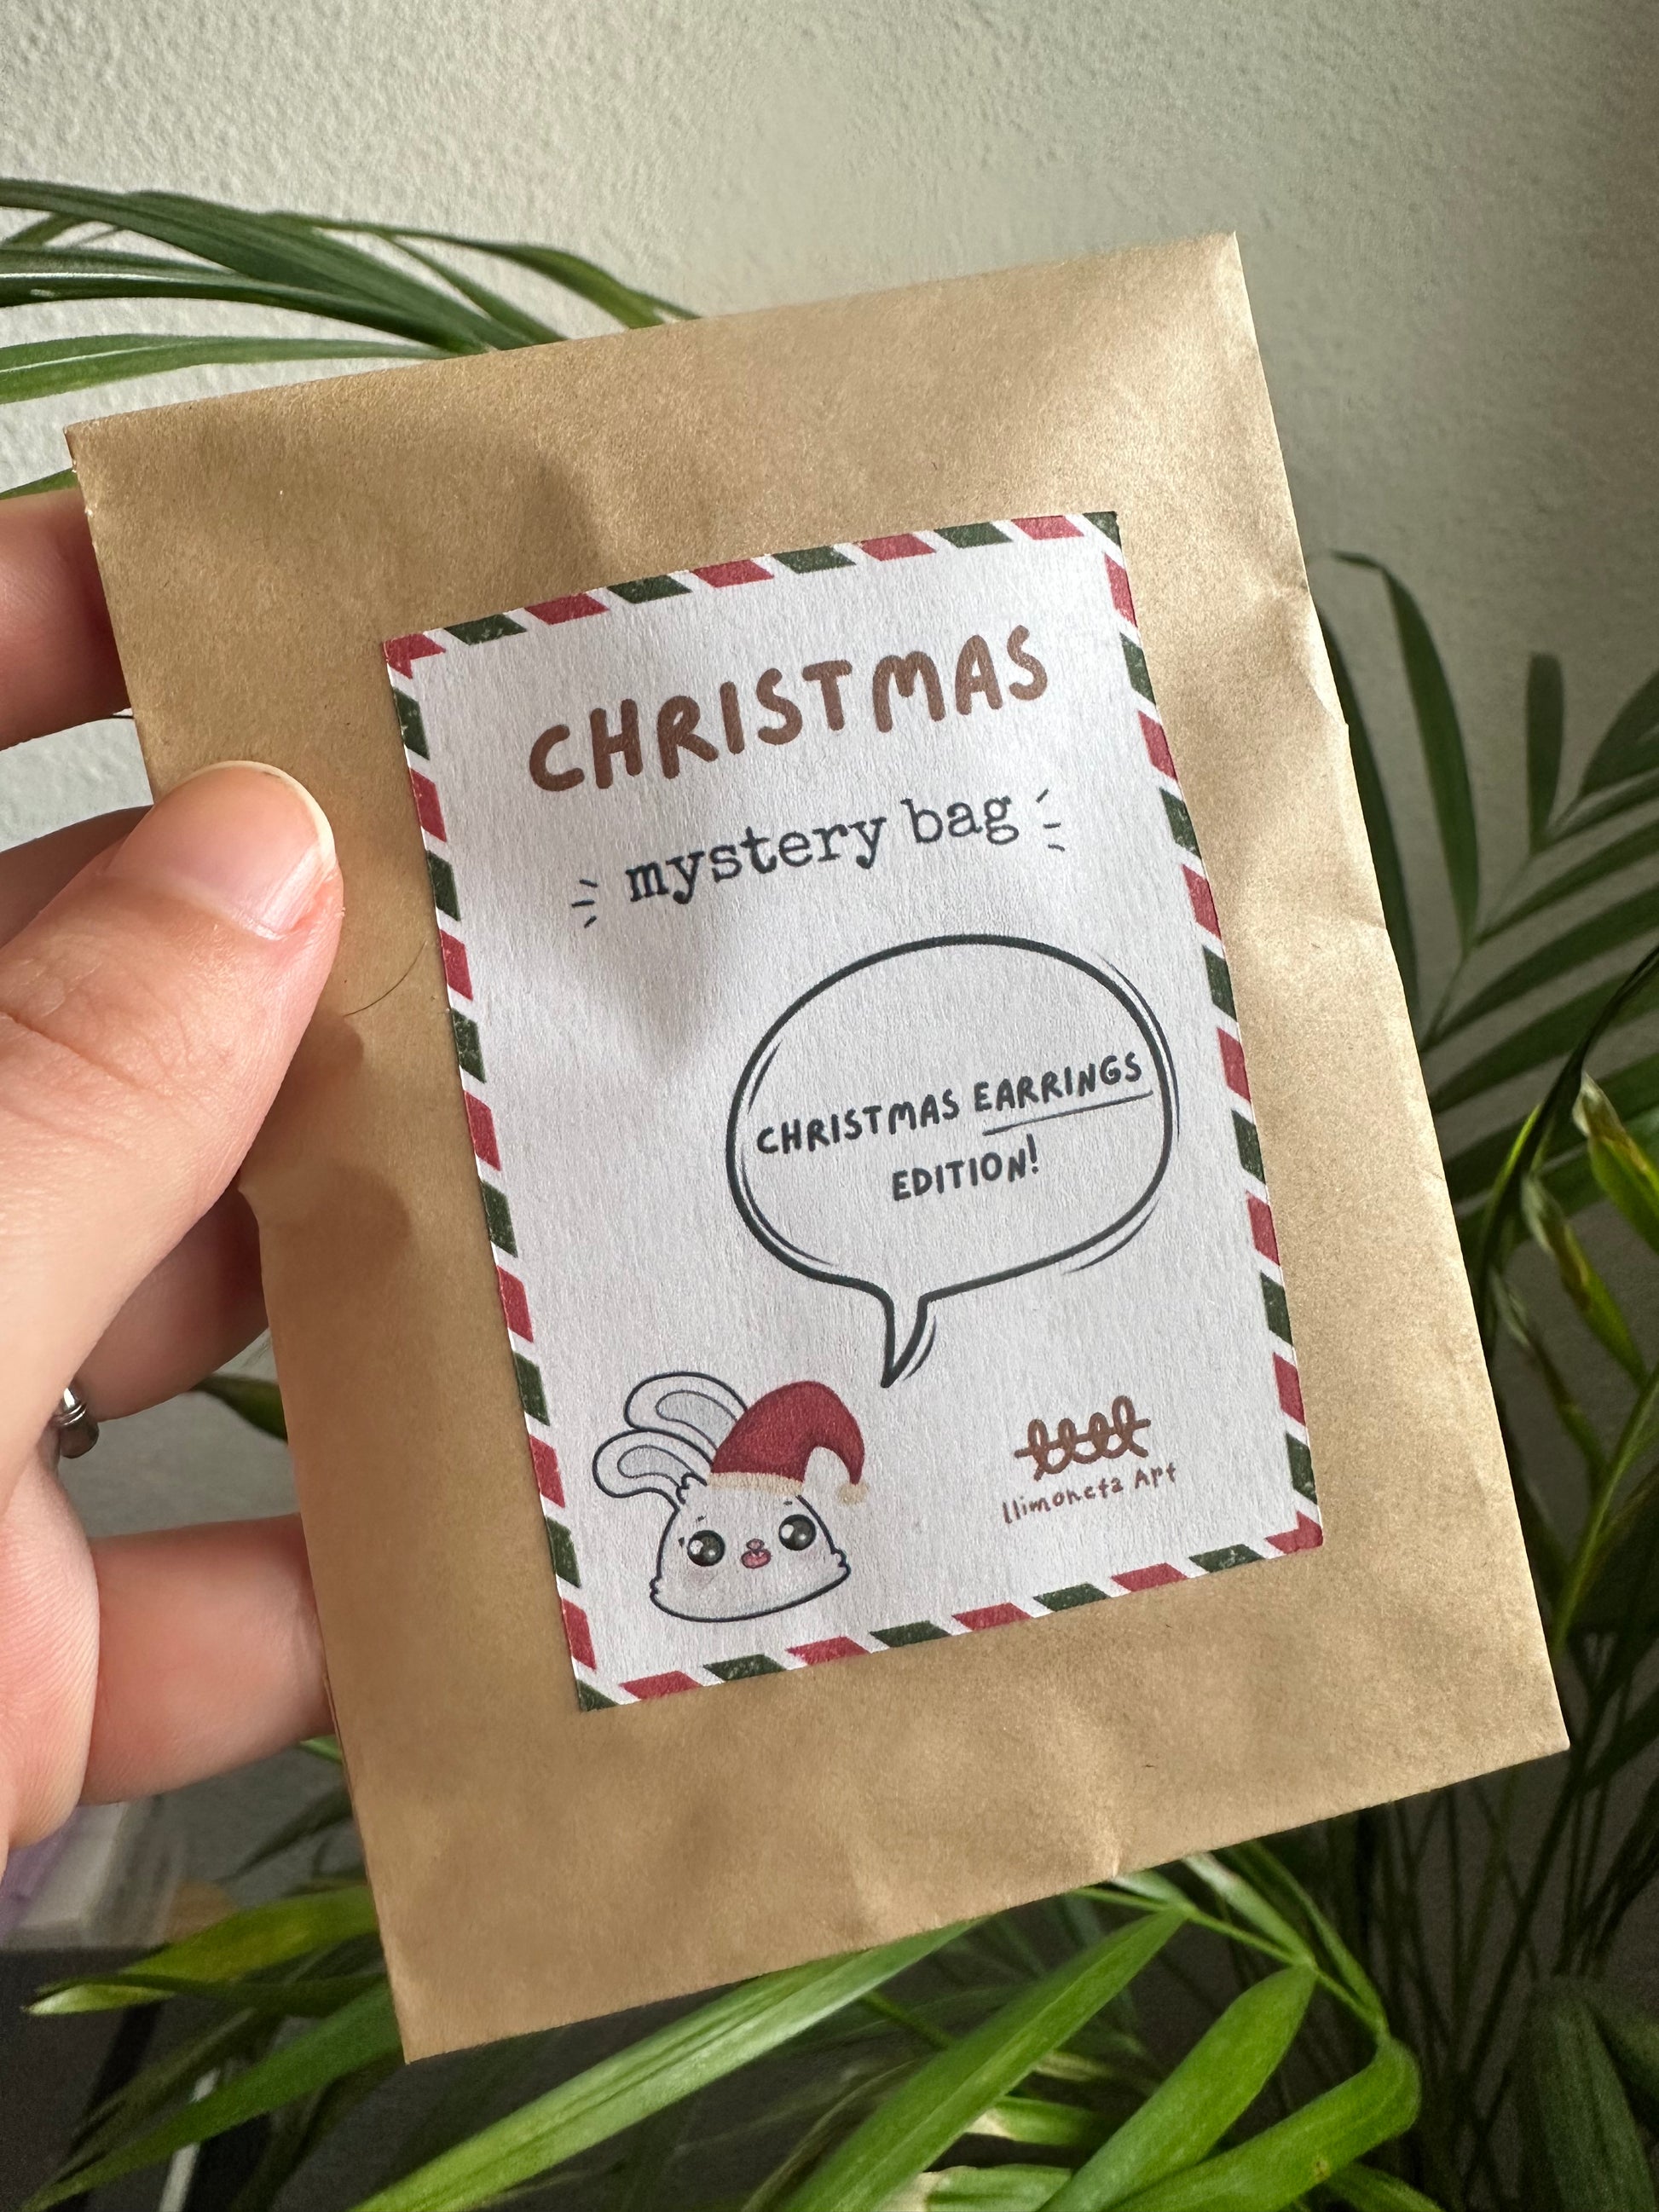 CHRISTMAS
mystery bag
CHRISTMAS EARRINGS
EDITION!
llimoneta Art